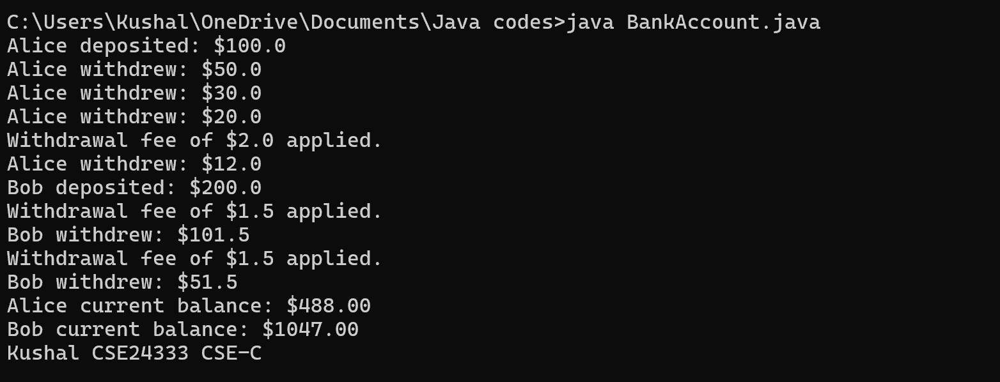 C:\Users\Kushal\OneDrive\Documents\Java codes>java BankAccount.java
Alice deposited: $100.0
Alice withdrew: $50.0
Alice withdrew: $30.0
Alice withdrew: $20.0
Withdrawal fee of $2.0 applied.
Alice withdrew: $12.0
Bob deposited: $200.0
Withdrawal fee of $1.5 applied.
Bob withdrew: $101.5
Withdrawal fee of $1.5 applied.
Bob withdrew: $51.5
Alice current balance: $488.00
Bob current balance: $1047.00
Kushal CSE24333 CSE-C